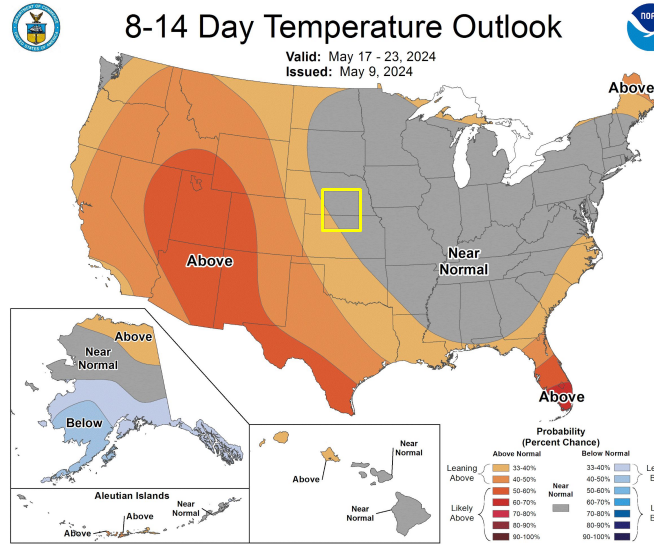 8-14 Day Temperature Outlook
Valid: May 17 - 23, 2024
Issued: May 9, 2024
Above
Above
Near
Normal
Above
Above
Near
Normal
Below
Aleutian Islands
Above
Above
Near
Normal
Above
Near
Normal
Near
Normal
Probability
(Percent Chance)
Above Normal
Below Normal
Leaning
Above
Likely
Above
33-40%
40-50%
50-60%
60-70%
70-80%
80-90%
90-100%
Near
Normal
33-40%
40-50%
50-60%
60-70%
70-80%
80-90%
90-100%